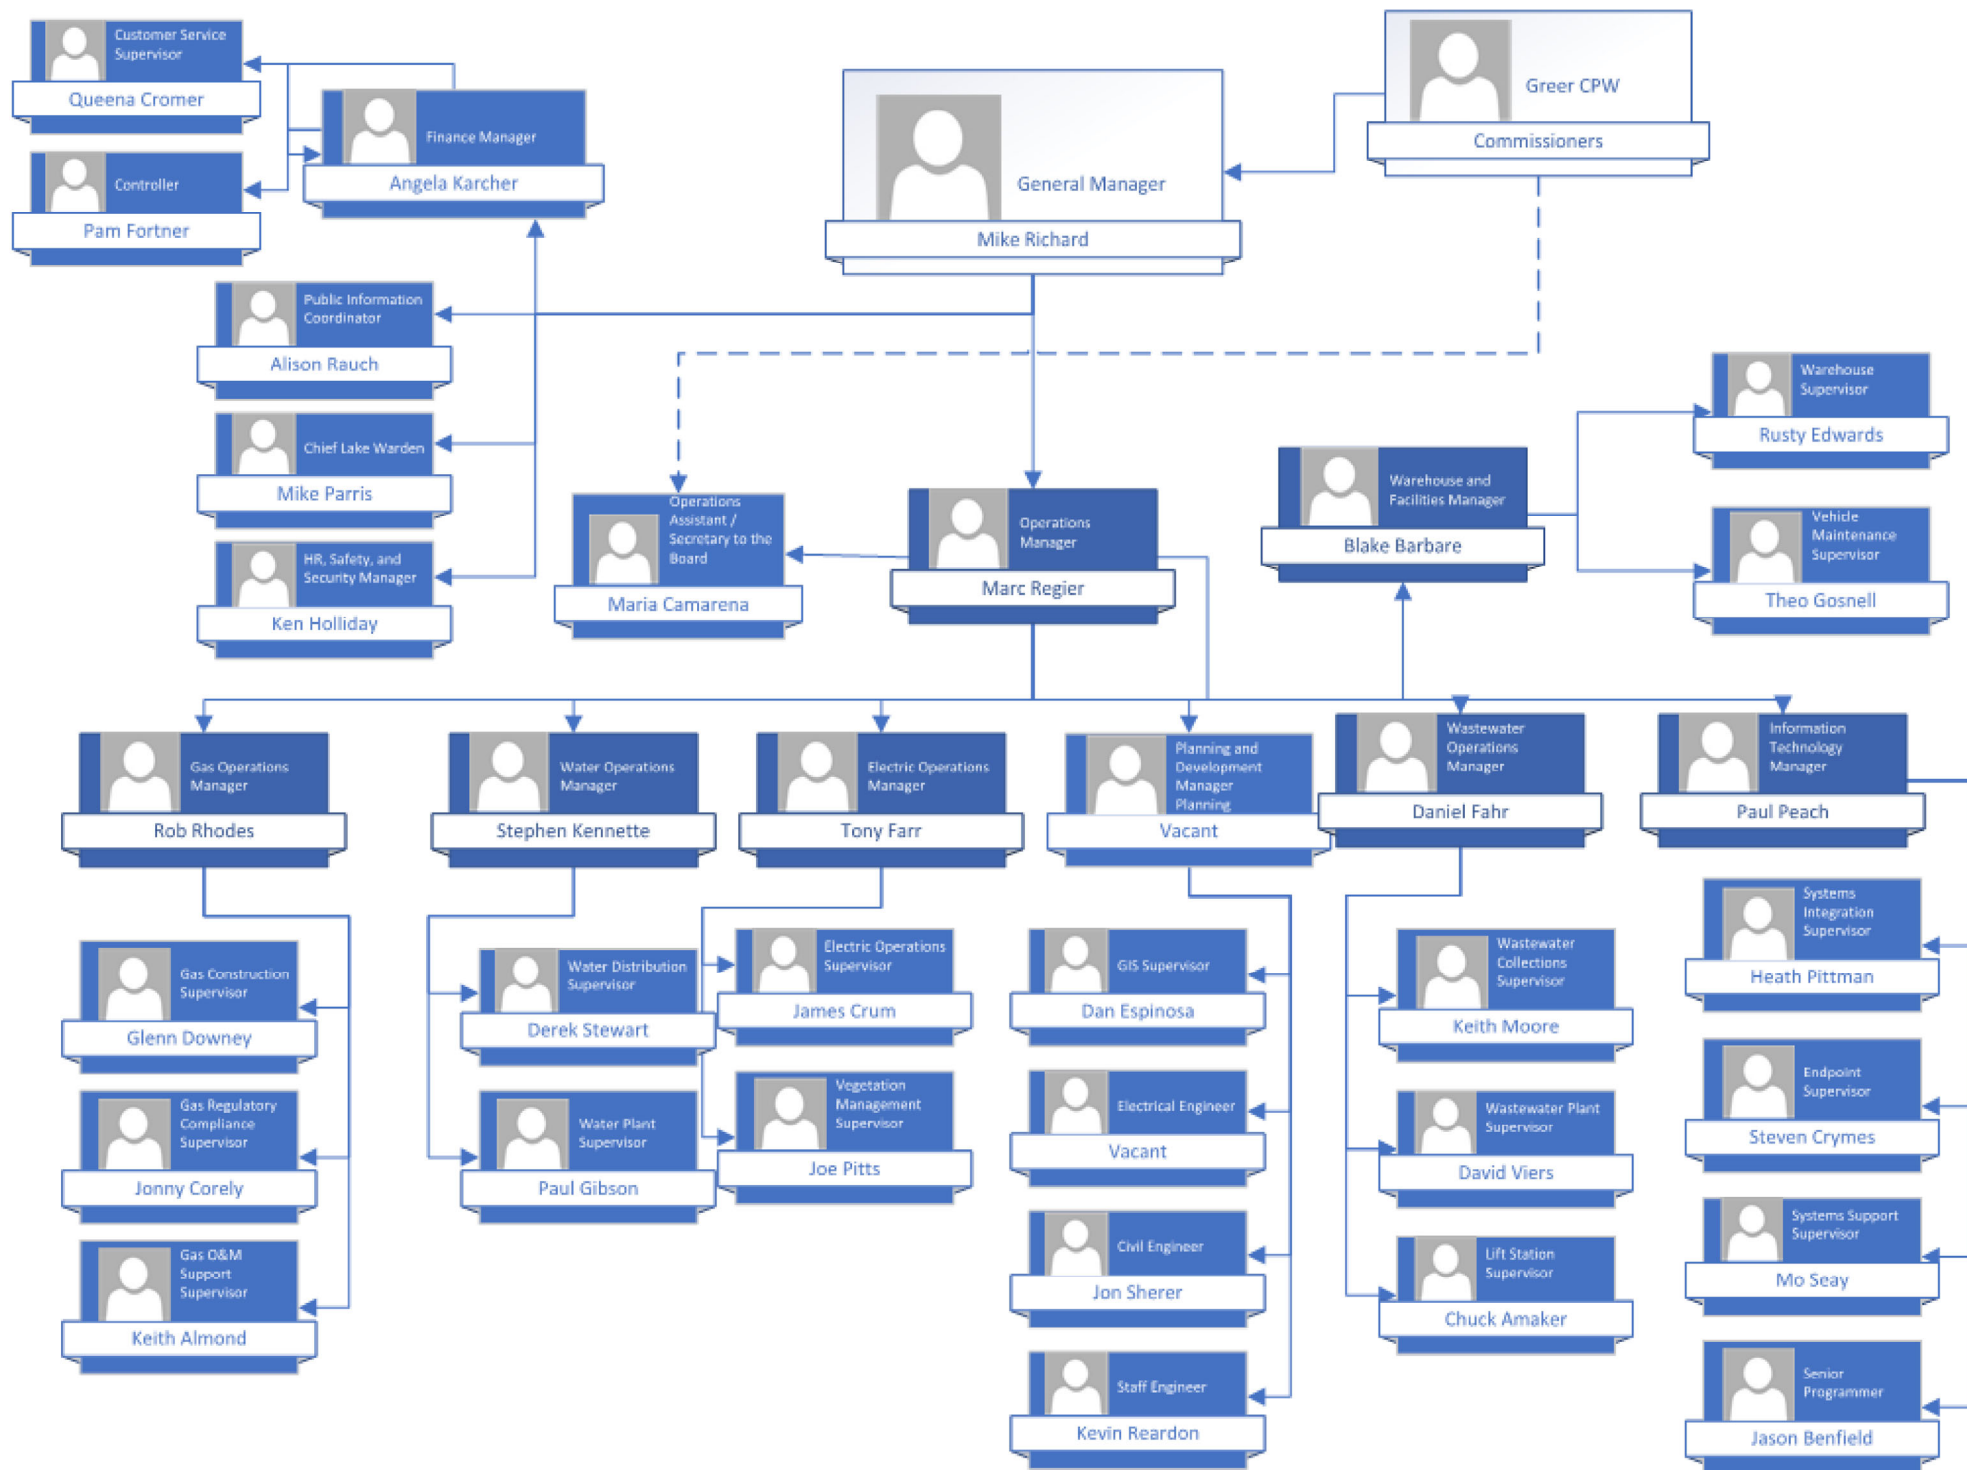 Customer Service
Supervisor
Queena Cromer
Controller
Pam Fortner
Finance Manager
Angela Karcher
General Manager
Mike Richard
Greer CPW
Commissioners
Public Information
Coordinator
Alison Rauch
Chief Lake Warden
Mike Parris
HR, Safety, and
Security Manager
Ken Holliday
Operations
Assistant /
Secretary to the
Board
Maria Camarena
Operations
Manager
Marc Regier
Warehouse and
Facilities Manager
Blake Barbare
Warehouse
Supervisor
Rusty Edwards
Vehicle
Maintenance
Supervisor
Theo Gosnell
Gas Operations
Manager
Rob Rhodes
Water Operations
Manager
Stephen Kennette
Electric Operations
Manager
Tony Farr
Planning and
Development
Manager
Planning
Vacant
Wastewater
Operations
Manager
Daniel Fahr
Information
Technology
Manager
Paul Peach
Gas Construction
Supervisor
Glenn Downey
Gas Regulatory
Compliance
Supervisor
Jonny Corely
Gas O&M
Support
Supervisor
Keith Almond
Water Distribution
Supervisor
Derek Stewart
Water Plant
Supervisor
Paul Gibson
Electric Operations
Supervisor
James Crum
Vegetation
Management
Supervisor
Joe Pitts
GIS Supervisor
Dan Espinosa
Electrical Engineer
Vacant
Civil Engineer
Jon Sherer
Staff Engineer
Kevin Reardon
Wastewater
Collections
Supervisor
Keith Moore
Wastewater Plant
Supervisor
David Viers
Lift Station
Supervisor
Chuck Amaker
Systems
Integration
Supervisor
Heath Pittman
Endpoint
Supervisor
Steven Crymes
Systems Support
Supervisor
Mo Seay
Senior
Programmer
Jason Benfield